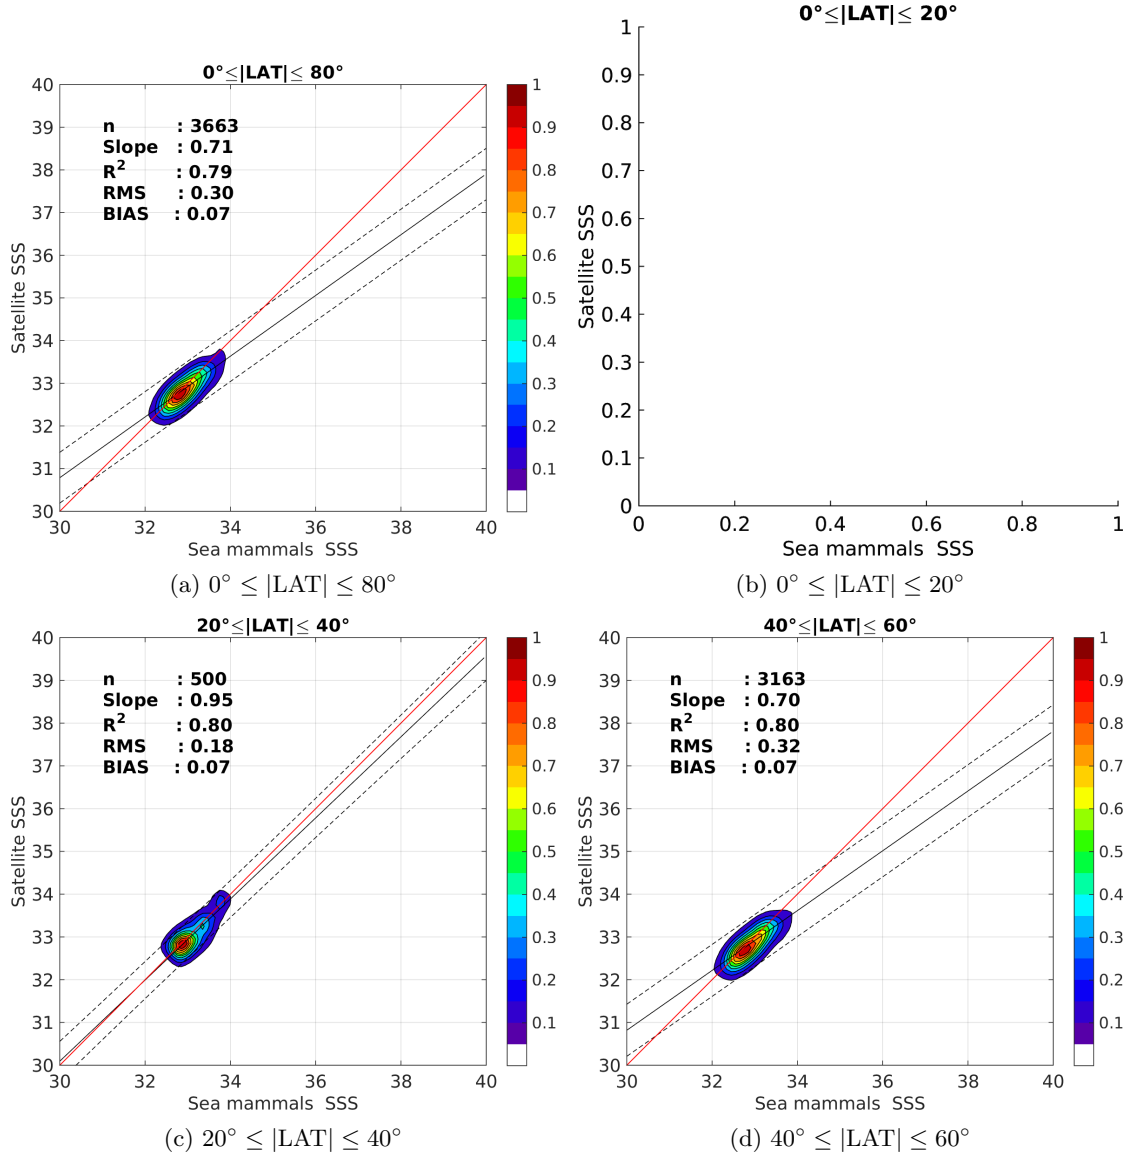 0°≤|LAT|≤ 80°
n : 3663
Slope : 0.71
R² : 0.79
RMS : 0.30
BIAS : 0.07
Satellite SSS
40
39
38
37
36
35
34
33
32
31
30
30 32 34 36 38 40
Sea mammals SSS
1
0.9
0.8
0.7
0.6
0.5
0.4
0.3
0.2
0.1
(a) 0° ≤ |LAT| ≤ 80°
0°≤|LAT|≤ 20°
Satellite SSS
1
0.9
0.8
0.7
0.6
0.5
0.4
0.3
0.2
0.1
0
0 0.2 0.4 0.6 0.8 1
Sea mammals SSS
(b) 0° ≤ |LAT| ≤ 20°
20°≤|LAT|≤ 40°
n : 500
Slope : 0.95
R² : 0.80
RMS : 0.18
BIAS : 0.07
Satellite SSS
40
39
38
37
36
35
34
33
32
31
30
30 32 34 36 38 40
Sea mammals SSS
1
0.9
0.8
0.7
0.6
0.5
0.4
0.3
0.2
0.1
(c) 20° ≤ |LAT| ≤ 40°
40°≤|LAT|≤ 60°
n : 3163
Slope : 0.70
R² : 0.80
RMS : 0.32
BIAS : 0.07
Satellite SSS
40
39
38
37
36
35
34
33
32
31
30
30 32 34 36 38 40
Sea mammals SSS
1
0.9
0.8
0.7
0.6
0.5
0.4
0.3
0.2
0.1
(d) 40° ≤ |LAT| ≤ 60°